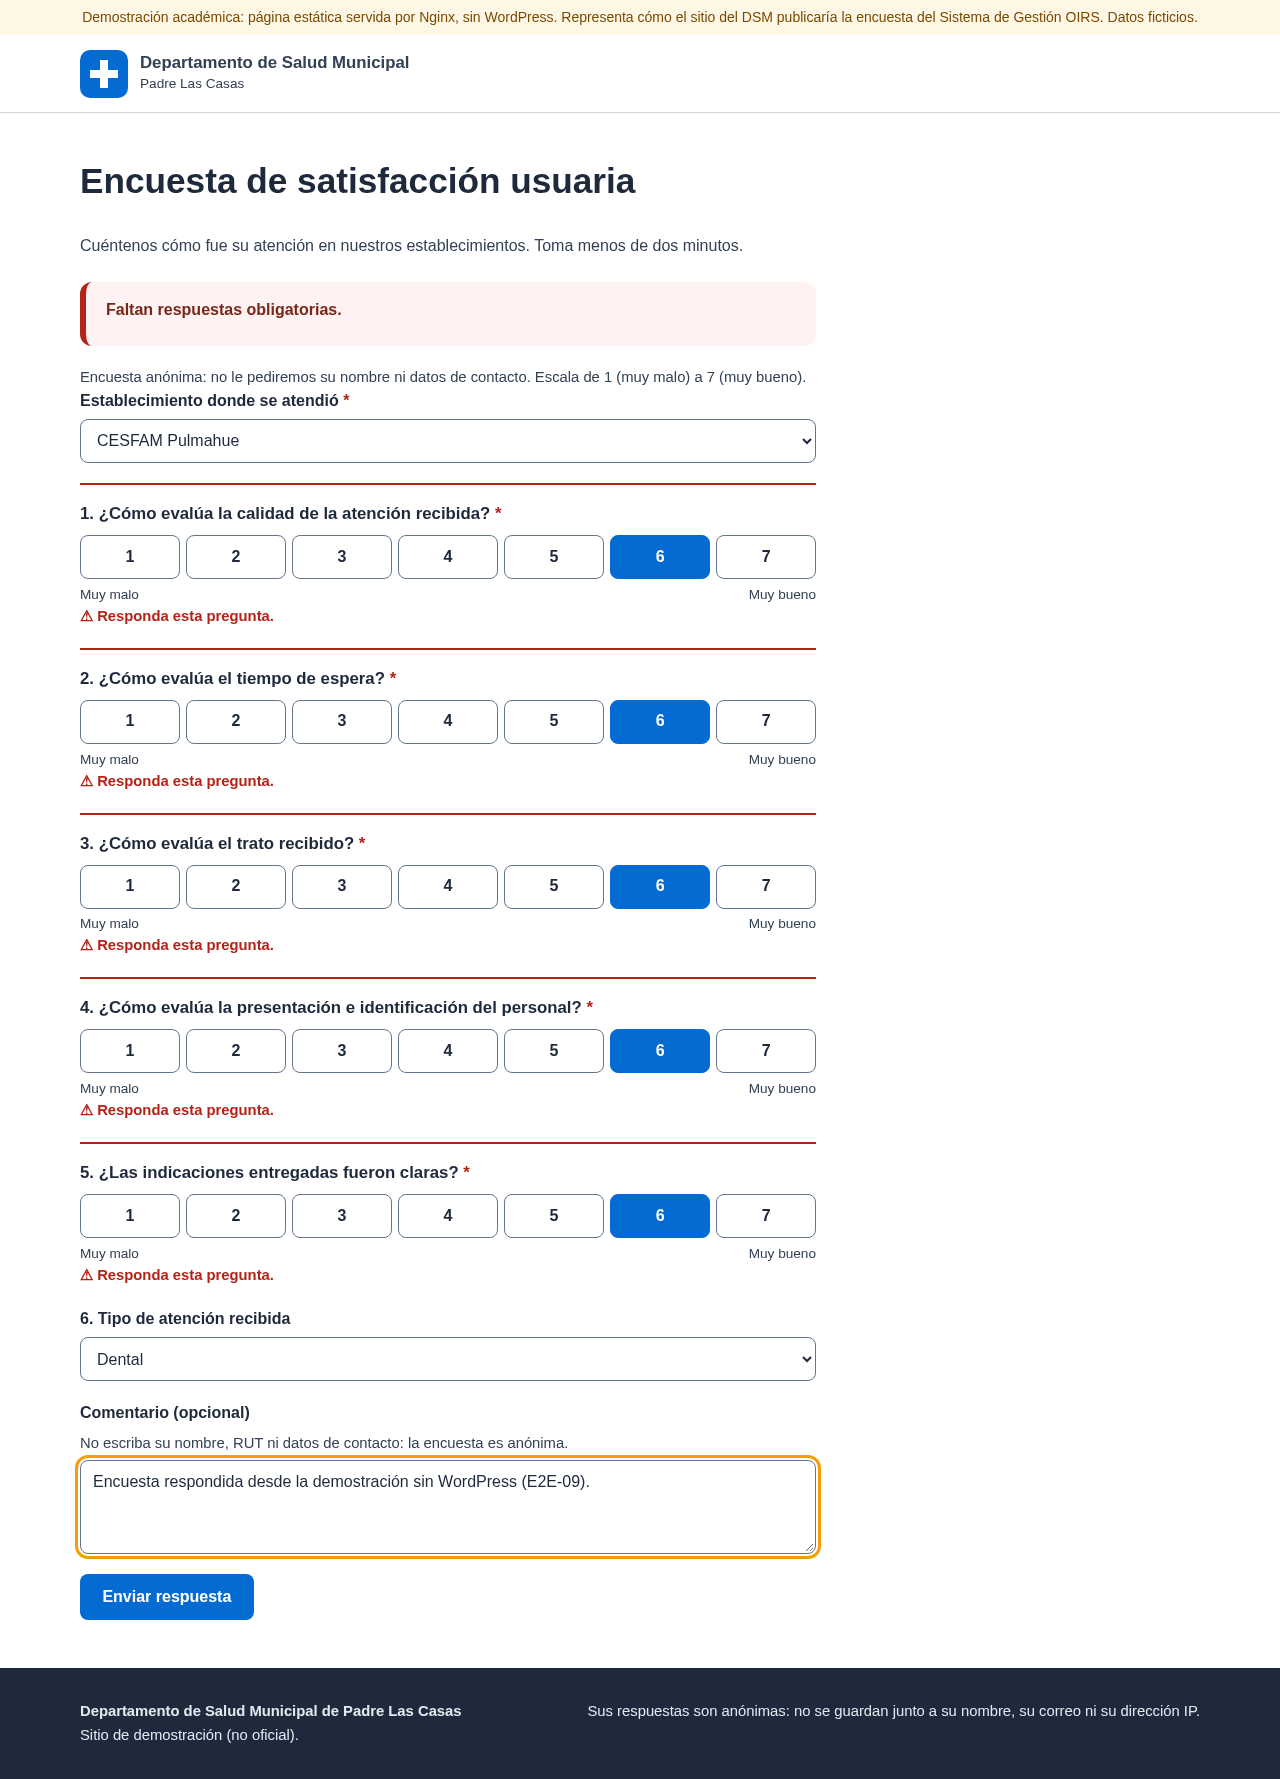 Demostración académica: página estática servida por Nginx, sin WordPress. Representa cómo el sitio del DSM publicaría la encuesta del Sistema de Gestión OIRS. Datos ficticios.
Departamento de Salud Municipal
Padre Las Casas
Encuesta de satisfacción usuaria
Cuéntenos cómo fue su atención en nuestros establecimientos. Toma menos de dos minutos.
Faltan respuestas obligatorias.
Encuesta anónima: no le pediremos su nombre ni datos de contacto. Escala de 1 (muy malo) a 7 (muy bueno).
Establecimiento donde se atendió *
CESFAM Pulmahue
1. ¿Cómo evalúa la calidad de la atención recibida? *
1 2 3 4 5 6 7
Muy malo Muy bueno
⚠ Responda esta pregunta.
2. ¿Cómo evalúa el tiempo de espera? *
1 2 3 4 5 6 7
Muy malo Muy bueno
⚠ Responda esta pregunta.
3. ¿Cómo evalúa el trato recibido? *
1 2 3 4 5 6 7
Muy malo Muy bueno
⚠ Responda esta pregunta.
4. ¿Cómo evalúa la presentación e identificación del personal? *
1 2 3 4 5 6 7
Muy malo Muy bueno
⚠ Responda esta pregunta.
5. ¿Las indicaciones entregadas fueron claras? *
1 2 3 4 5 6 7
Muy malo Muy bueno
⚠ Responda esta pregunta.
6. Tipo de atención recibida
Dental
Comentario (opcional)
No escriba su nombre, RUT ni datos de contacto: la encuesta es anónima.
Encuesta respondida desde la demostración sin WordPress (E2E-09).
Enviar respuesta
Departamento de Salud Municipal de Padre Las Casas
Sitio de demostración (no oficial).
Sus respuestas son anónimas: no se guardan junto a su nombre, su correo ni su dirección IP.